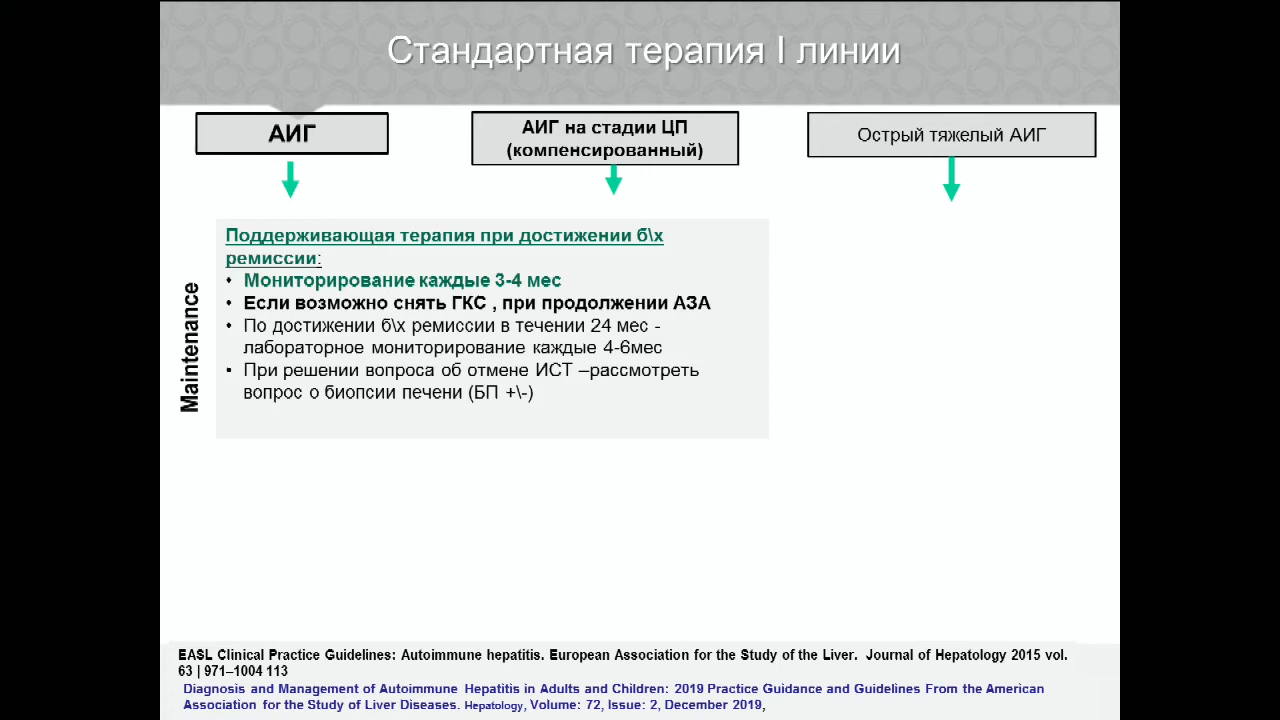 Стандартная терапия I линии
АИГ
АИГ на стадии ЦП
(компенсированный)
Острый тяжелый АИГ
Maintenance
Поддерживающая терапия при достижении б\х
ремиссии:
• Мониторирование каждые 3-4 мес
• Если возможно снять ГКС , при продолжении АЗА
• По достижении б\х ремиссии в течении 24 мес -
лабораторное мониторирование каждые 4-6мес
• При решении вопроса об отмене ИСТ –рассмотреть
вопрос о биопсии печени (БП +\-)
EASL Clinical Practice Guidelines: Autoimmune hepatitis. European Association for the Study of the Liver. Journal of Hepatology 2015 vol.
63 | 971–1004 113
Diagnosis and Management of Autoimmune Hepatitis in Adults and Children: 2019 Practice Guidance and Guidelines From the American
Association for the Study of Liver Diseases. Hepatology, Volume: 72, Issue: 2, December 2019,